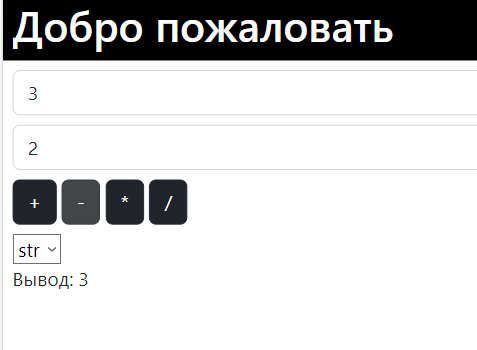 Добро пожаловать
3
2
+ - * /
str
Вывод: 3